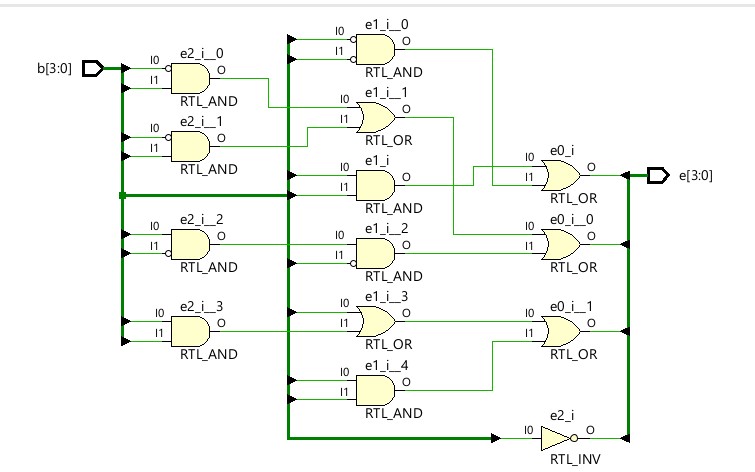 b[3:0]
e2_i__0
I0
I1
O
RTL_AND
e2_i__1
I0
I1
O
RTL_AND
e2_i__2
I0
I1
O
RTL_AND
e2_i__3
I0
I1
O
RTL_AND
e1_i__0
I0
I1
O
RTL_AND
e1_i__1
I0
I1
O
RTL_OR
e1_i
I0
I1
O
RTL_AND
e1_i__2
I0
I1
O
RTL_AND
e1_i__3
I0
I1
O
RTL_OR
e1_i__4
I0
I1
O
RTL_AND
e0_i
I0
I1
O
RTL_OR
e0_i__0
I0
I1
O
RTL_OR
e0_i__1
I0
I1
O
RTL_OR
e2_i
I0
O
RTL_INV
e[3:0]